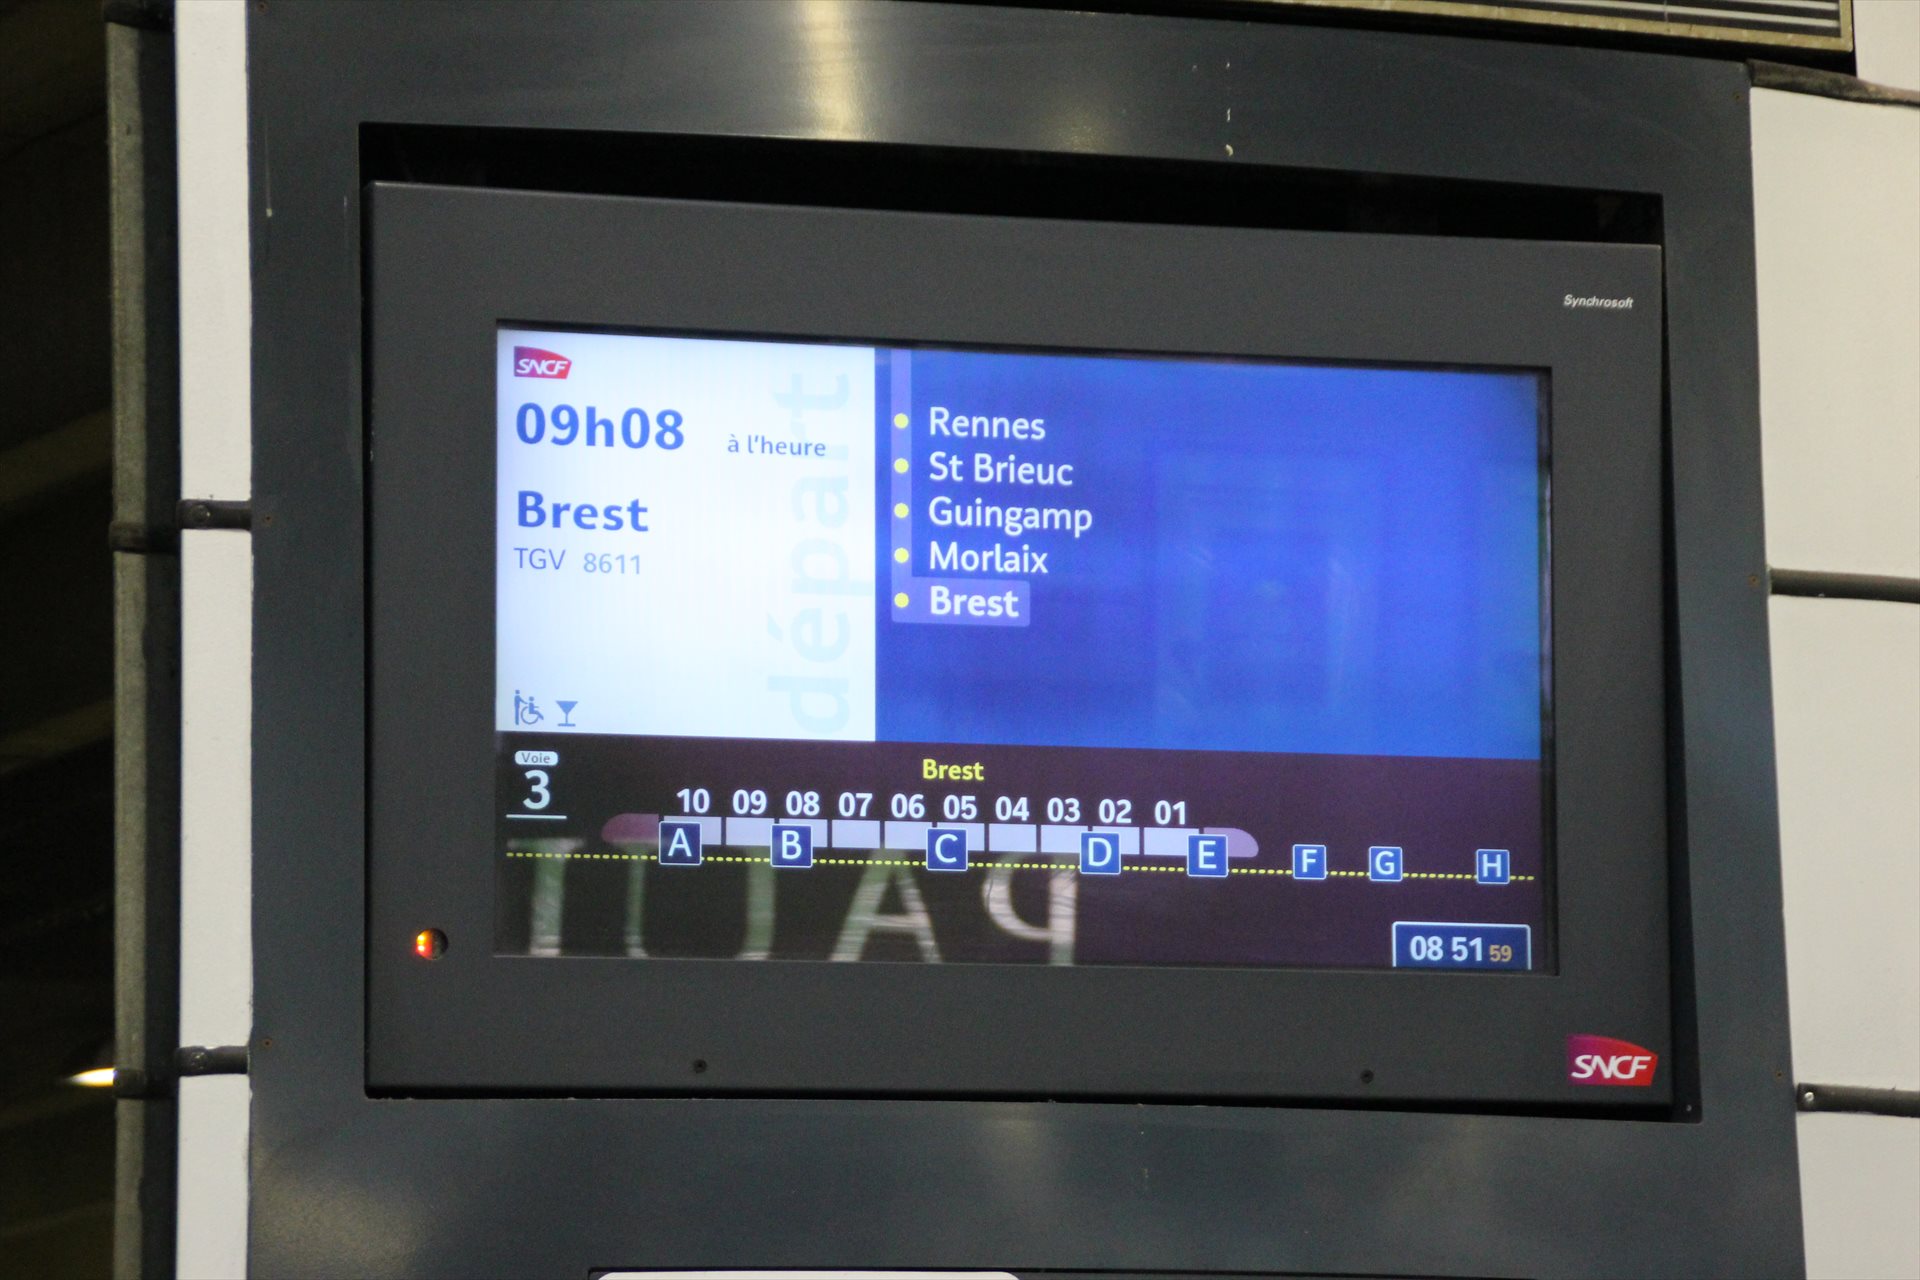 Synchrosoft
SNCF
09h08 à l'heure
Brest
TGV 8611
départ
Rennes
St Brieuc
Guingamp
Morlaix
Brest
Voie
3
Brest
10 09 08 07 06 05 04 03 02 01
A B C D E F G H
08 51 59
SNCF